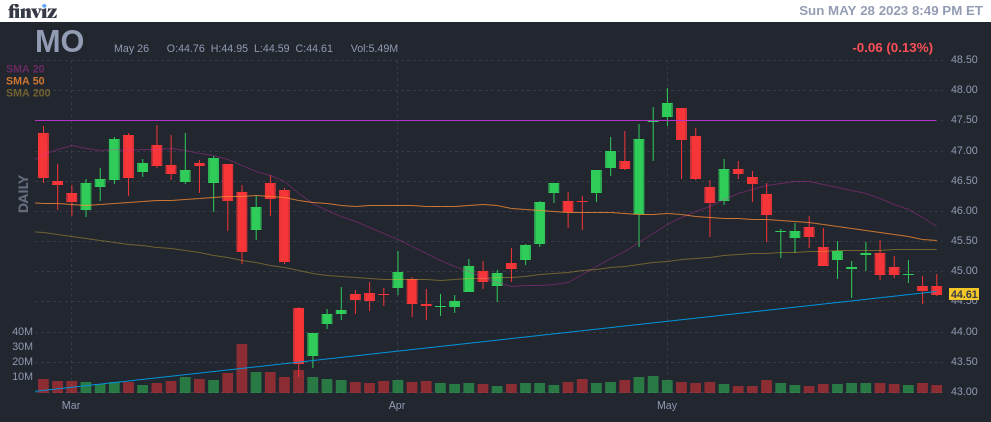 finviz
Sun MAY 28 2023 8:49 PM ET
MO
May 26 O:44.76 H:44.95 L:44.59 C:44.61 Vol:5.49M
-0.06 (0.13%)
SMA 20
SMA 50
SMA 200
DAILY
48.50
48.00
47.50
47.00
46.50
46.00
45.50
45.00
44.61
44.50
44.00
43.50
43.00
40M
30M
20M
10M
Mar
Apr
May